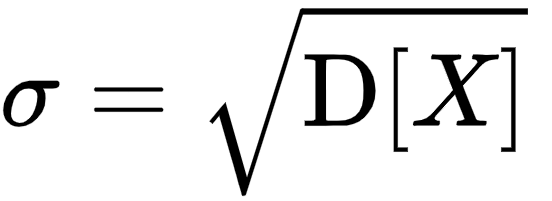 σ = √D[X]